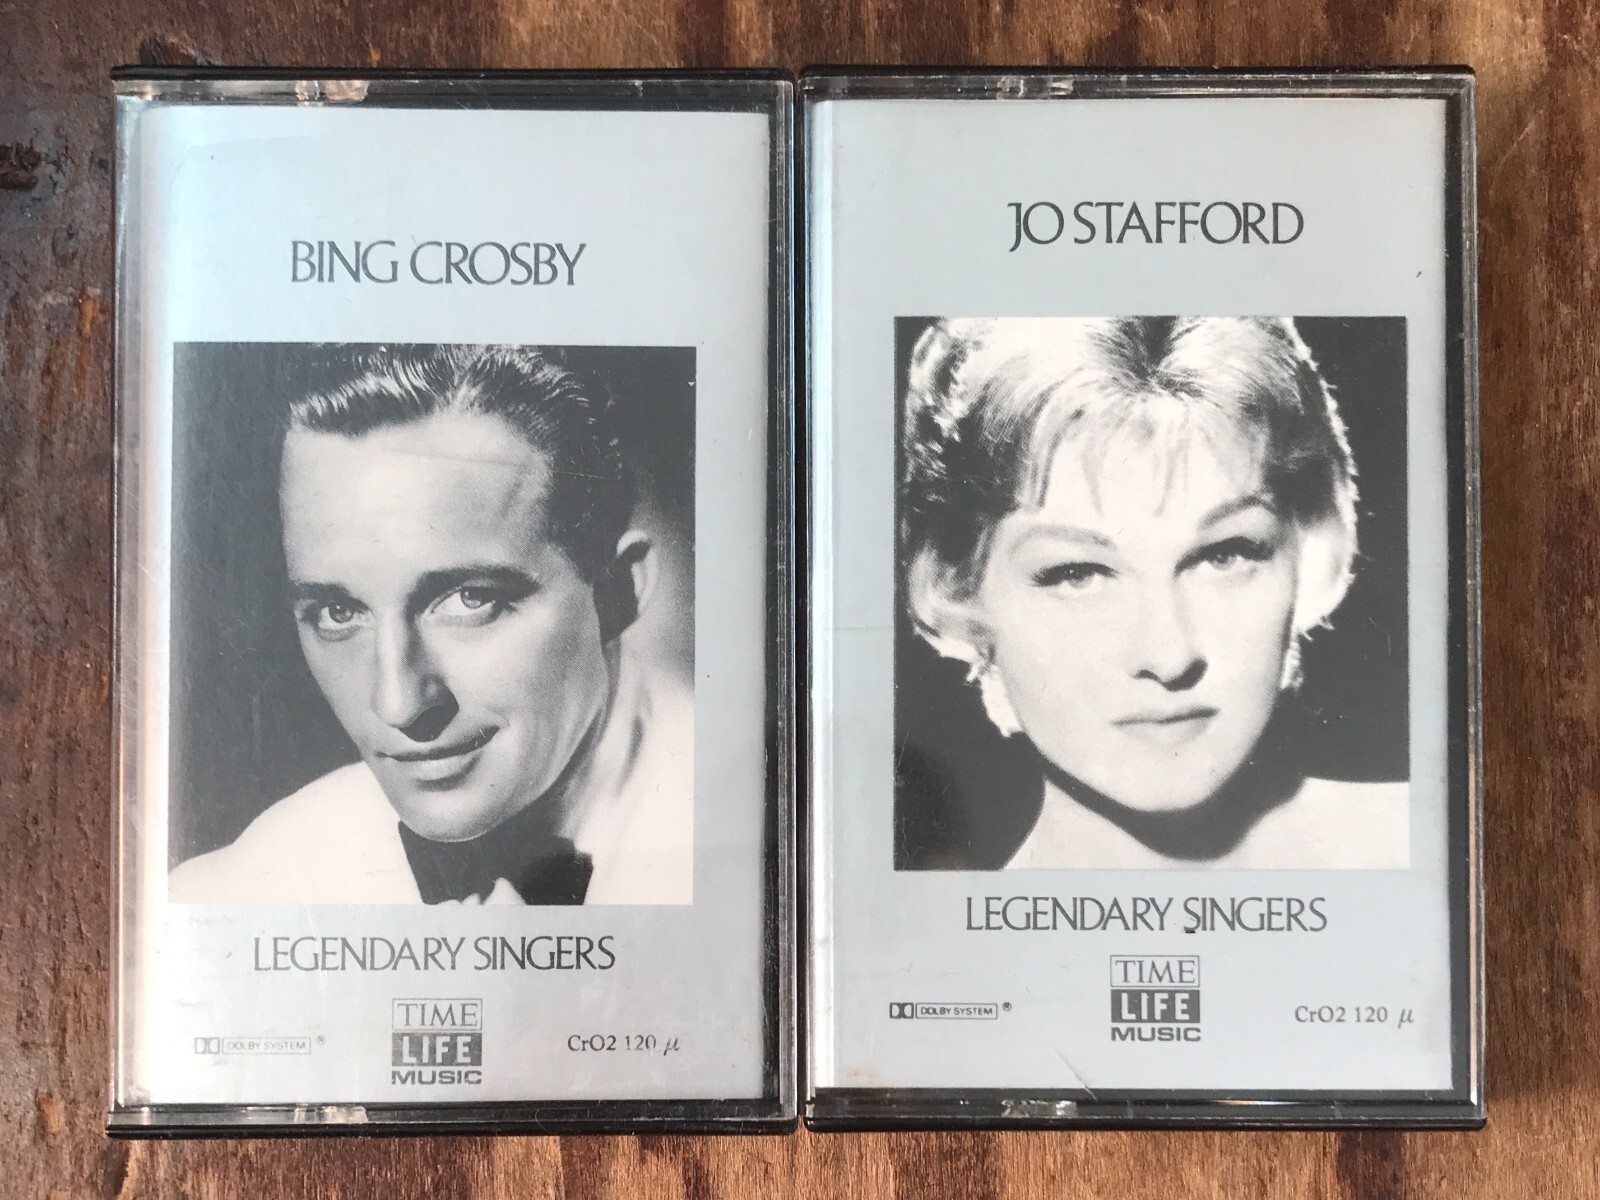 BING CROSBY
LEGENDARY SINGERS
DOLBY SYSTEM ®
TIME
LIFE
MUSIC
CrO2 120 μ
JO STAFFORD
LEGENDARY SINGERS
DOLBY SYSTEM ®
TIME
LIFE
MUSIC
CrO2 120 μ